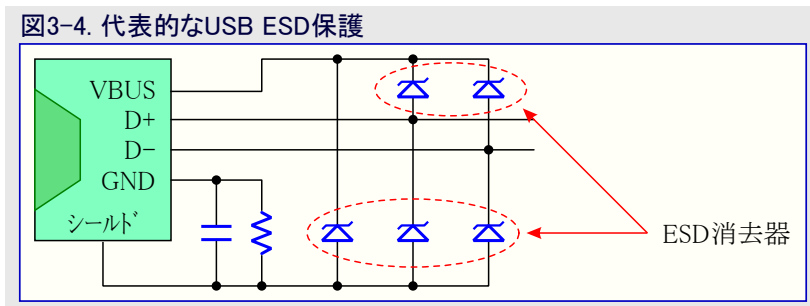 図3-4. 代表的なUSB ESD保護
VBUS
D+
D-
GND
シールド
ESD消去器